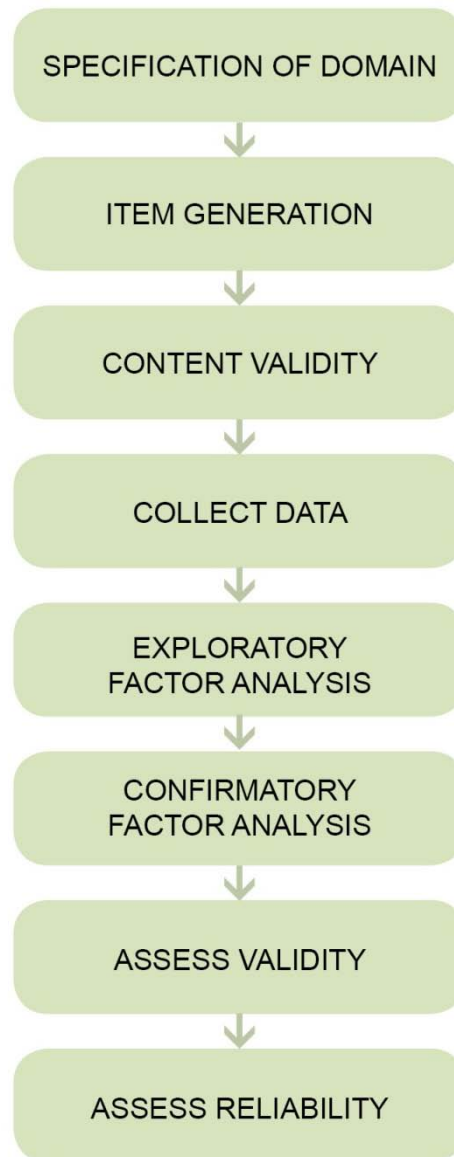 SPECIFICATION OF DOMAIN
ITEM GENERATION
CONTENT VALIDITY
COLLECT DATA
EXPLORATORY
FACTOR ANALYSIS
CONFIRMATORY
FACTOR ANALYSIS
ASSESS VALIDITY
ASSESS RELIABILITY